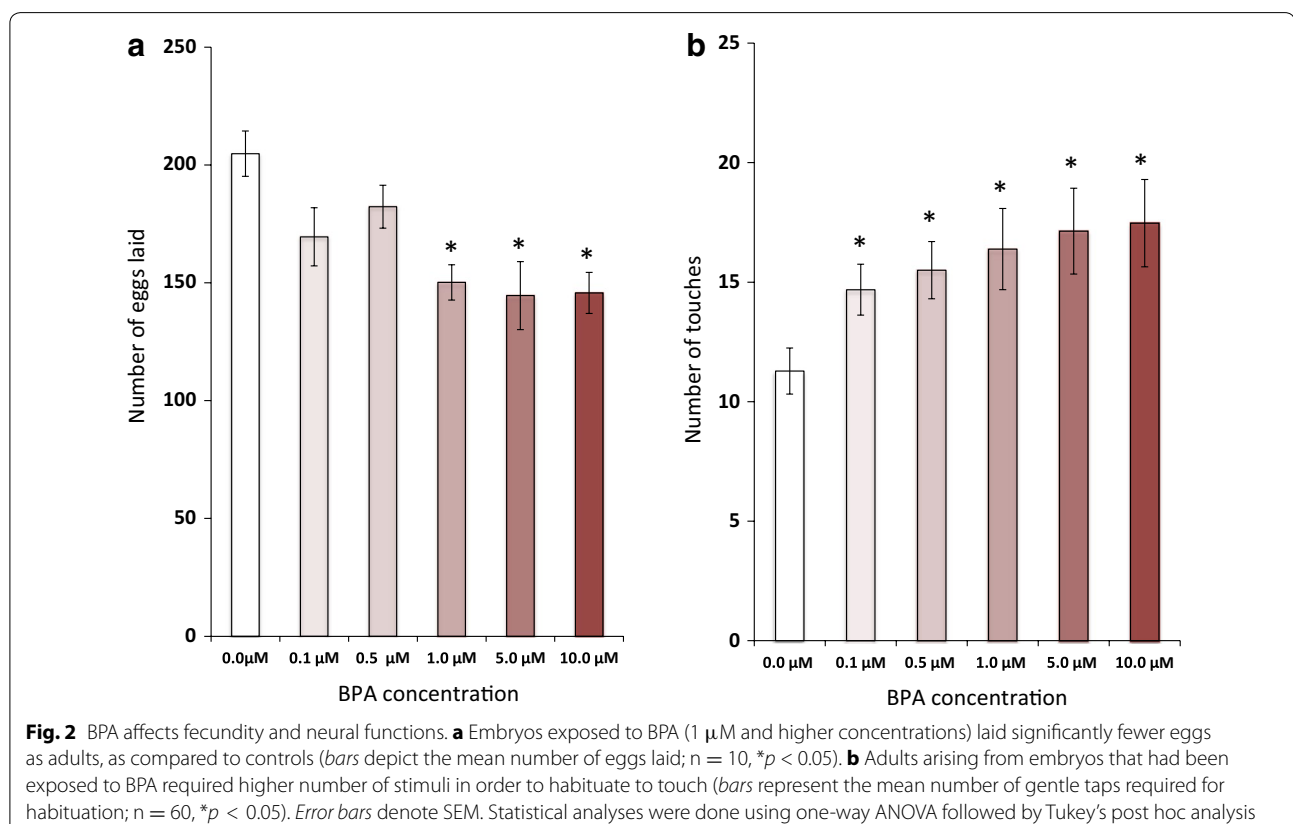 a
250
200
150
100
50
0
Number of eggs laid
* * *
0.0µM 0.1 µM 0.5 µM 1.0 µM 5.0 µM 10.0 µM
BPA concentration
b
25
20
15
10
5
0
Number of touches
* * * * *
0.0 µM 0.1 µM 0.5 µM 1.0 µM 5.0 µM 10.0 µM
BPA concentration
Fig. 2 BPA affects fecundity and neural functions. a Embryos exposed to BPA (1 µM and higher concentrations) laid significantly fewer eggs
as adults, as compared to controls (bars depict the mean number of eggs laid; n = 10, *p < 0.05). b Adults arising from embryos that had been
exposed to BPA required higher number of stimuli in order to habituate to touch (bars represent the mean number of gentle taps required for
habituation; n = 60, *p < 0.05). Error bars denote SEM. Statistical analyses were done using one-way ANOVA followed by Tukey's post hoc analysis